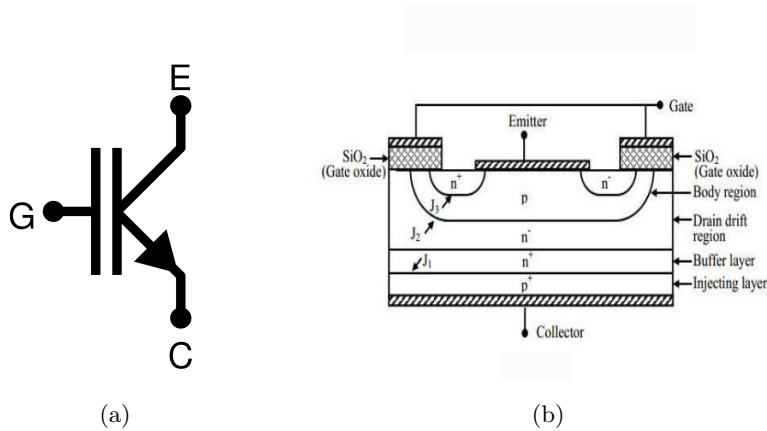 E
G
C
(a)
Gate
Emitter
SiO₂
(Gate oxide)
SiO₂
(Gate oxide)
n⁺
n⁻
p
Body region
J₃
J₂
Drain drift
region
n⁻
n⁺
Buffer layer
J₁
p⁺
Injecting layer
Collector
(b)